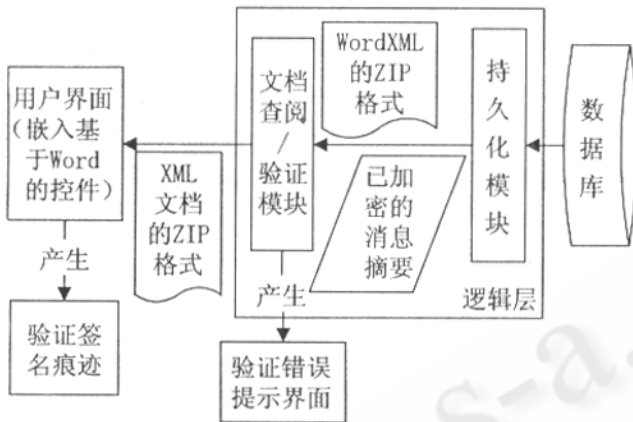 用户界面
(嵌入基
于Word
的控件)
产生
验证签
名痕迹
XML
文档
的ZIP
格式
文档
查阅
/
验证
模块
产生
验证错误
提示界面
WordXML
的ZIP
格式
已加
密的
消息
摘要
持
久
化
模
块
逻辑层
数
据
库
s-a.